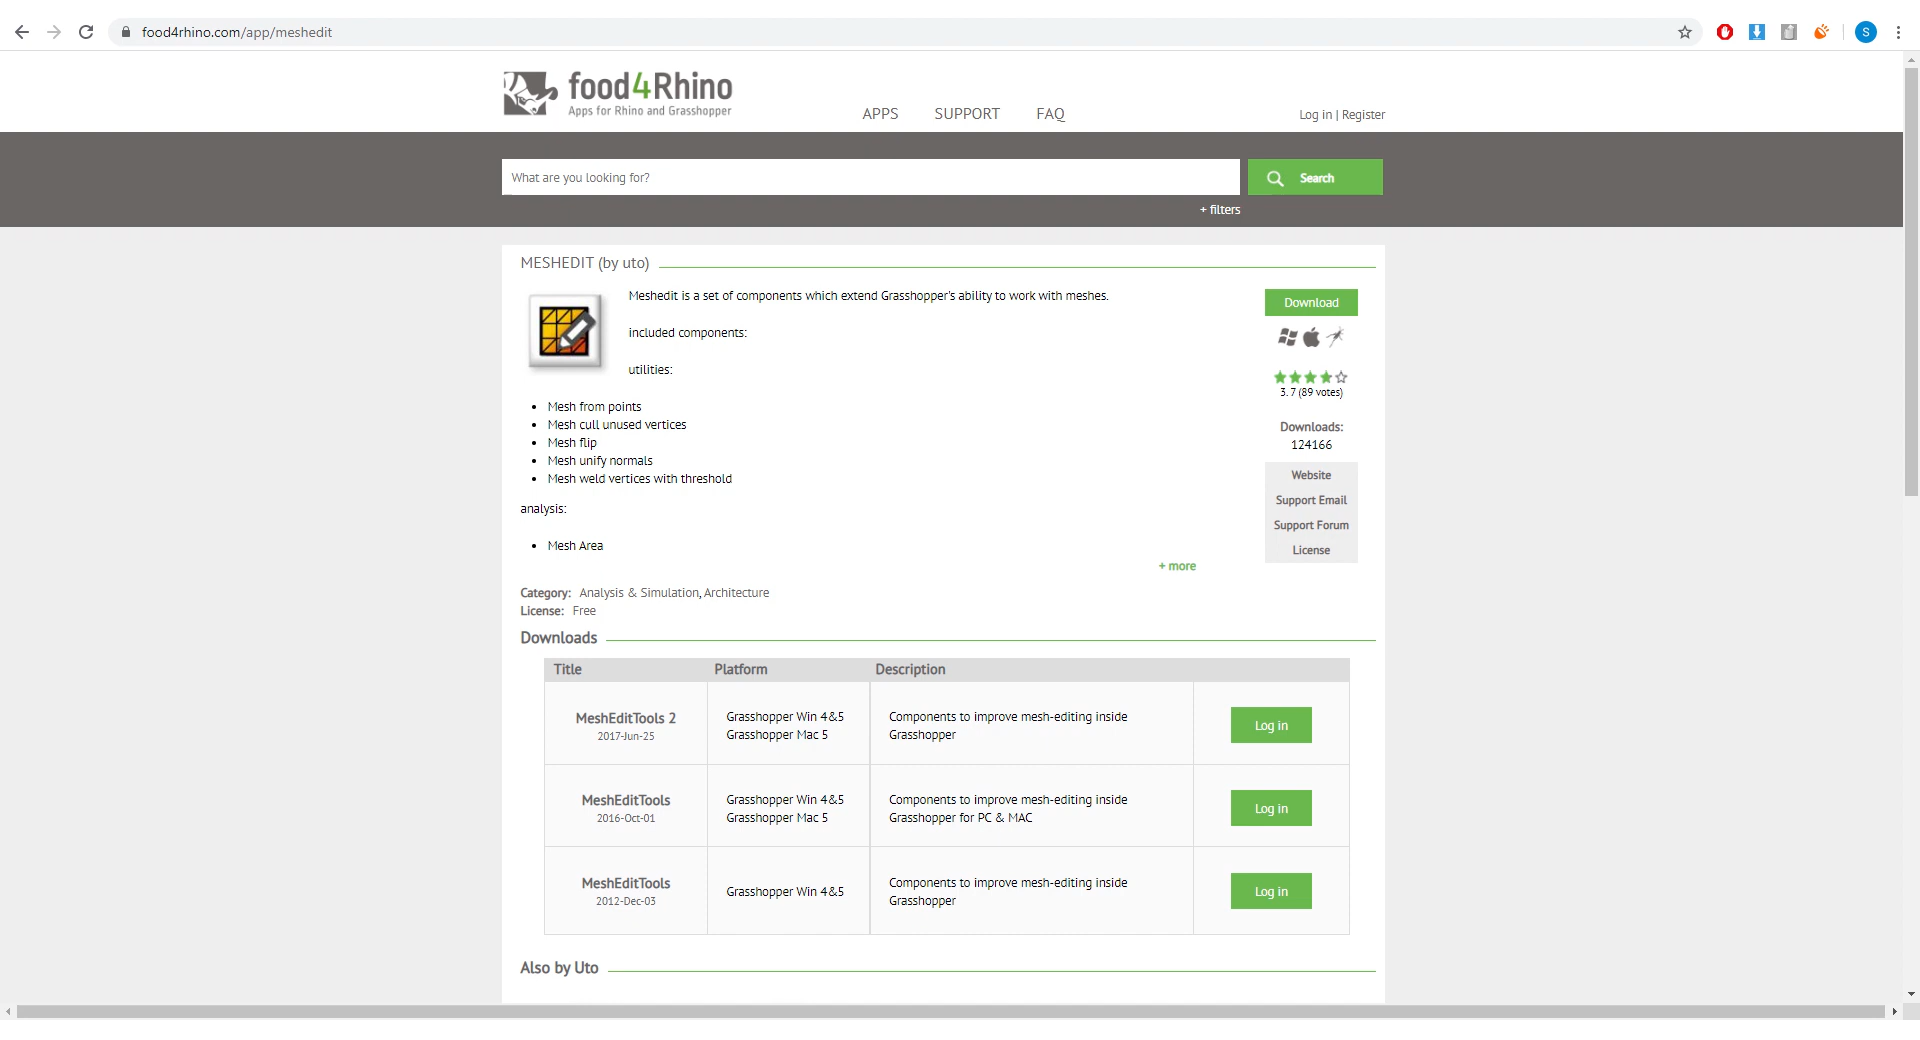 food4rhino.com/app/meshedit
S
food4Rhino
Apps for Rhino and Grasshopper
APPS SUPPORT FAQ
Log in | Register
What are you looking for?
Search
+ filters
MESHEDIT (by uto)
Meshedit is a set of components which extend Grasshopper's ability to work with meshes.
included components:
utilities:
• Mesh from points
• Mesh cull unused vertices
• Mesh flip
• Mesh unify normals
• Mesh weld vertices with threshold
analysis:
• Mesh Area
+ more
Download
3.7 (89 votes)
Downloads:
124166
Website
Support Email
Support Forum
License
Category: Analysis & Simulation, Architecture
License: Free
Downloads
Title Platform Description
MeshEditTools 2
2017-Jun-25
Grasshopper Win 4&5
Grasshopper Mac 5
Components to improve mesh-editing inside
Grasshopper
Log in
MeshEditTools
2016-Oct-01
Grasshopper Win 4&5
Grasshopper Mac 5
Components to improve mesh-editing inside
Grasshopper for PC & MAC
Log in
MeshEditTools
2012-Dec-03
Grasshopper Win 4&5
Components to improve mesh-editing inside
Grasshopper
Log in
Also by Uto